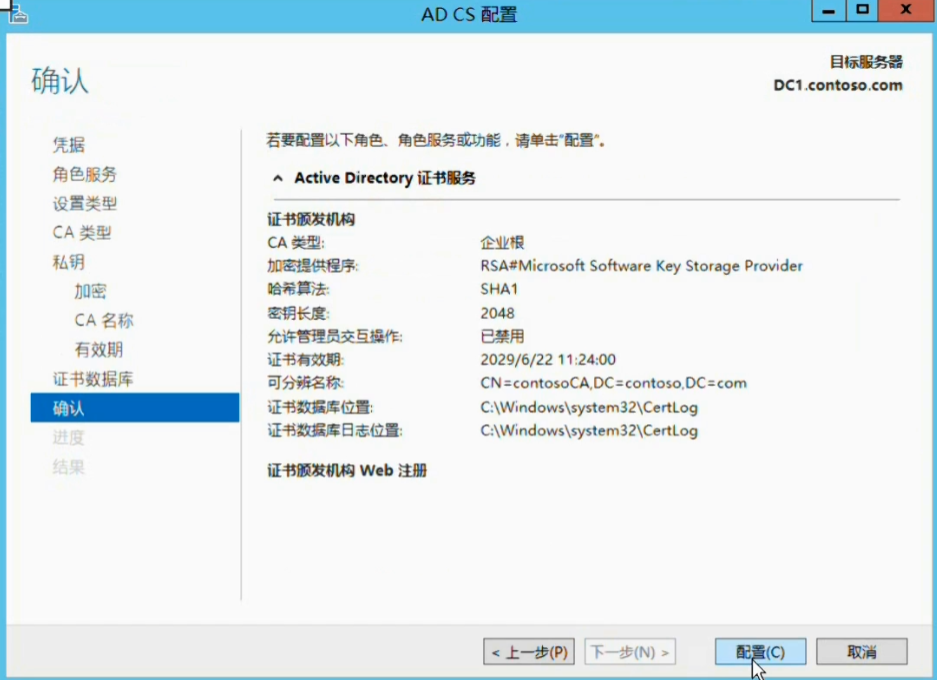 AD CS 配置
确认
目标服务器
DC1.contoso.com
凭据
角色服务
设置类型
CA 类型
私钥
加密
CA 名称
有效期
证书数据库
确认
进度
结果
若要配置以下角色、角色服务或功能，请单击"配置"。
Active Directory 证书服务
证书颁发机构
CA 类型: 企业根
加密提供程序: RSA#Microsoft Software Key Storage Provider
哈希算法: SHA1
密钥长度: 2048
允许管理员交互操作: 已禁用
证书有效期: 2029/6/22 11:24:00
可分辨名称: CN=contosoCA,DC=contoso,DC=com
证书数据库位置: C:\Windows\system32\CertLog
证书数据库日志位置: C:\Windows\system32\CertLog
证书颁发机构 Web 注册
< 上一步(P) 下一步(N) > 配置(C) 取消